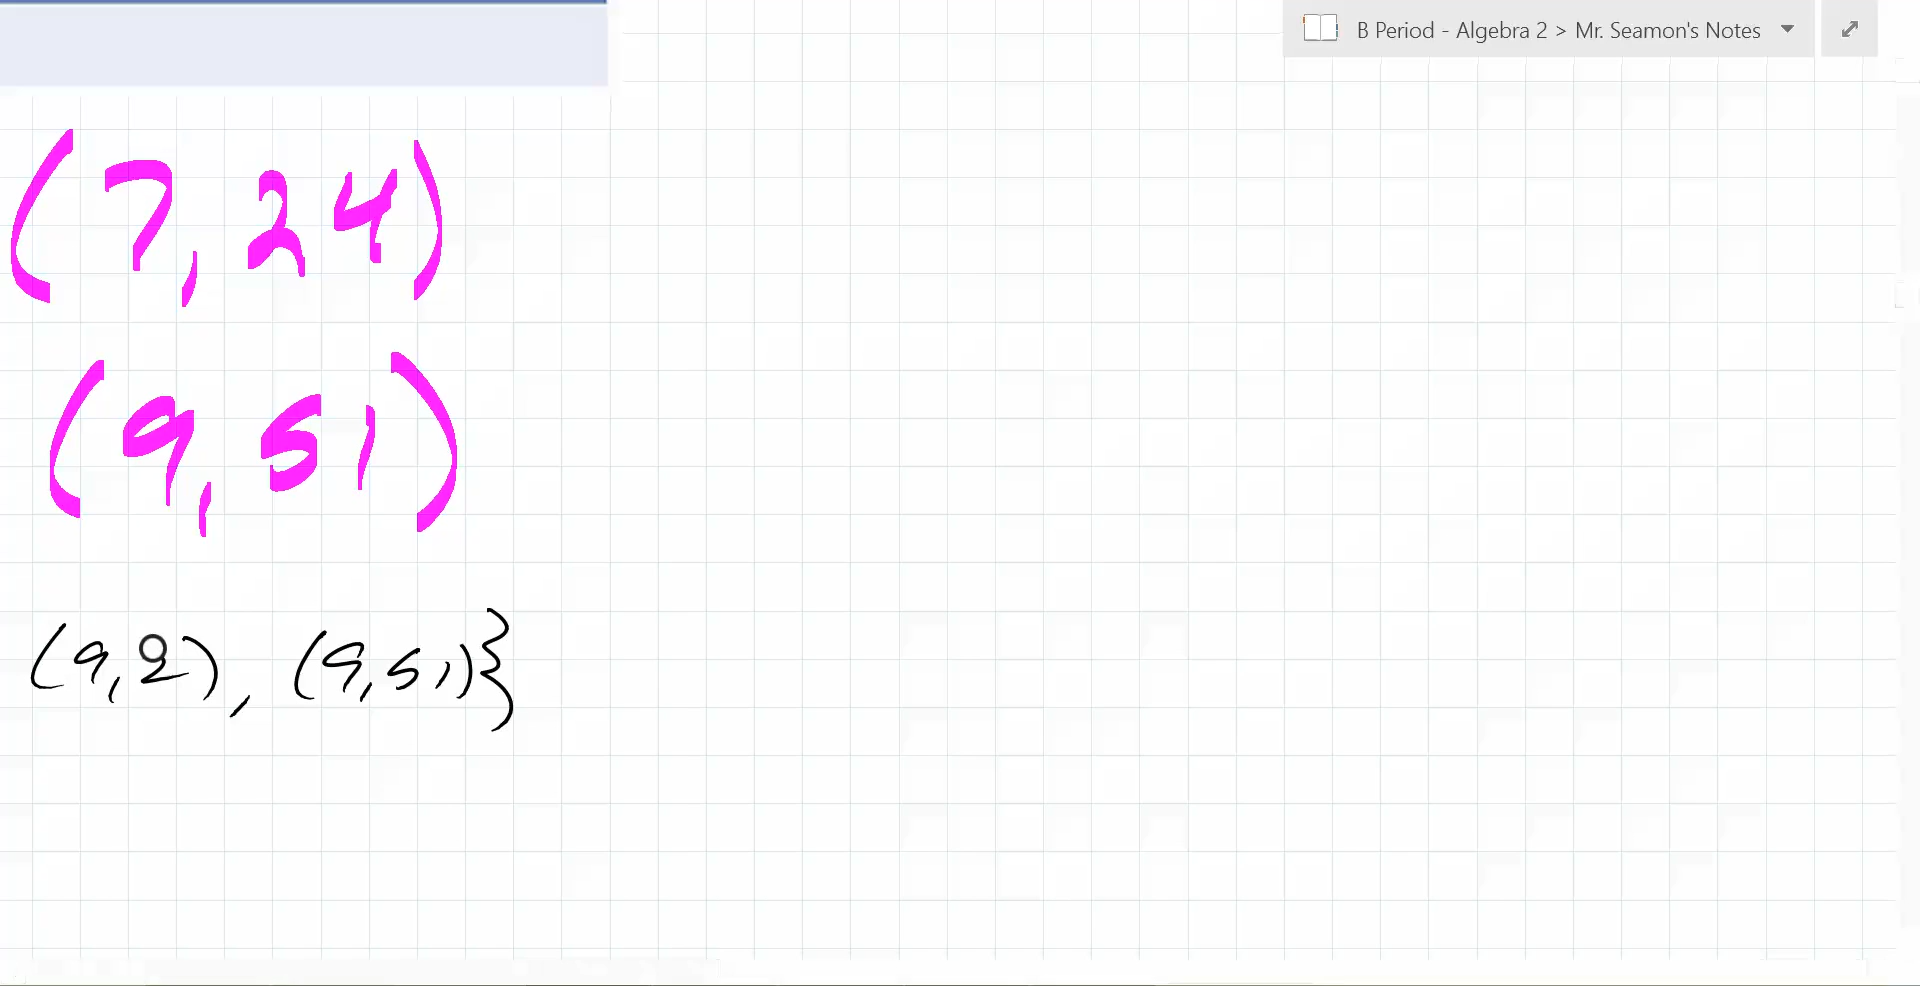 B Period - Algebra 2 > Mr. Seamon's Notes
(7, 24)
(9, 51)
(9, 2), (9, 51)}